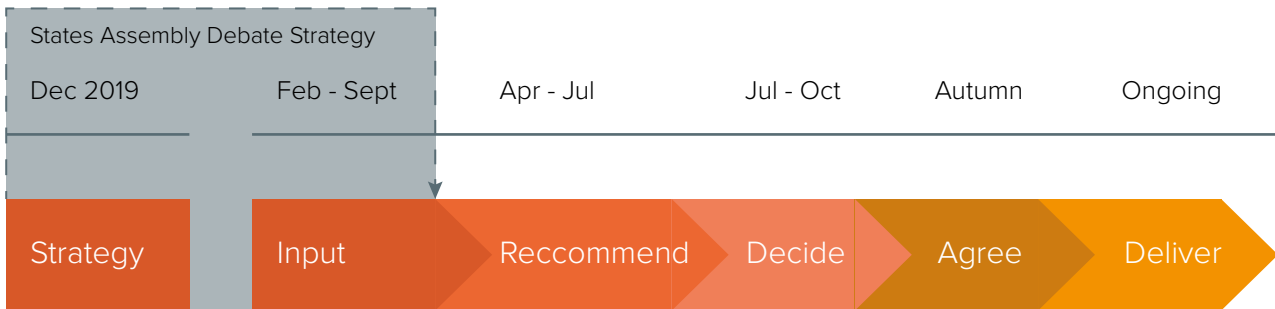 States Assembly Debate Strategy
Dec 2019 Feb - Sept Apr - Jul Jul - Oct Autumn Ongoing
Strategy Input Reccommend Decide Agree Deliver